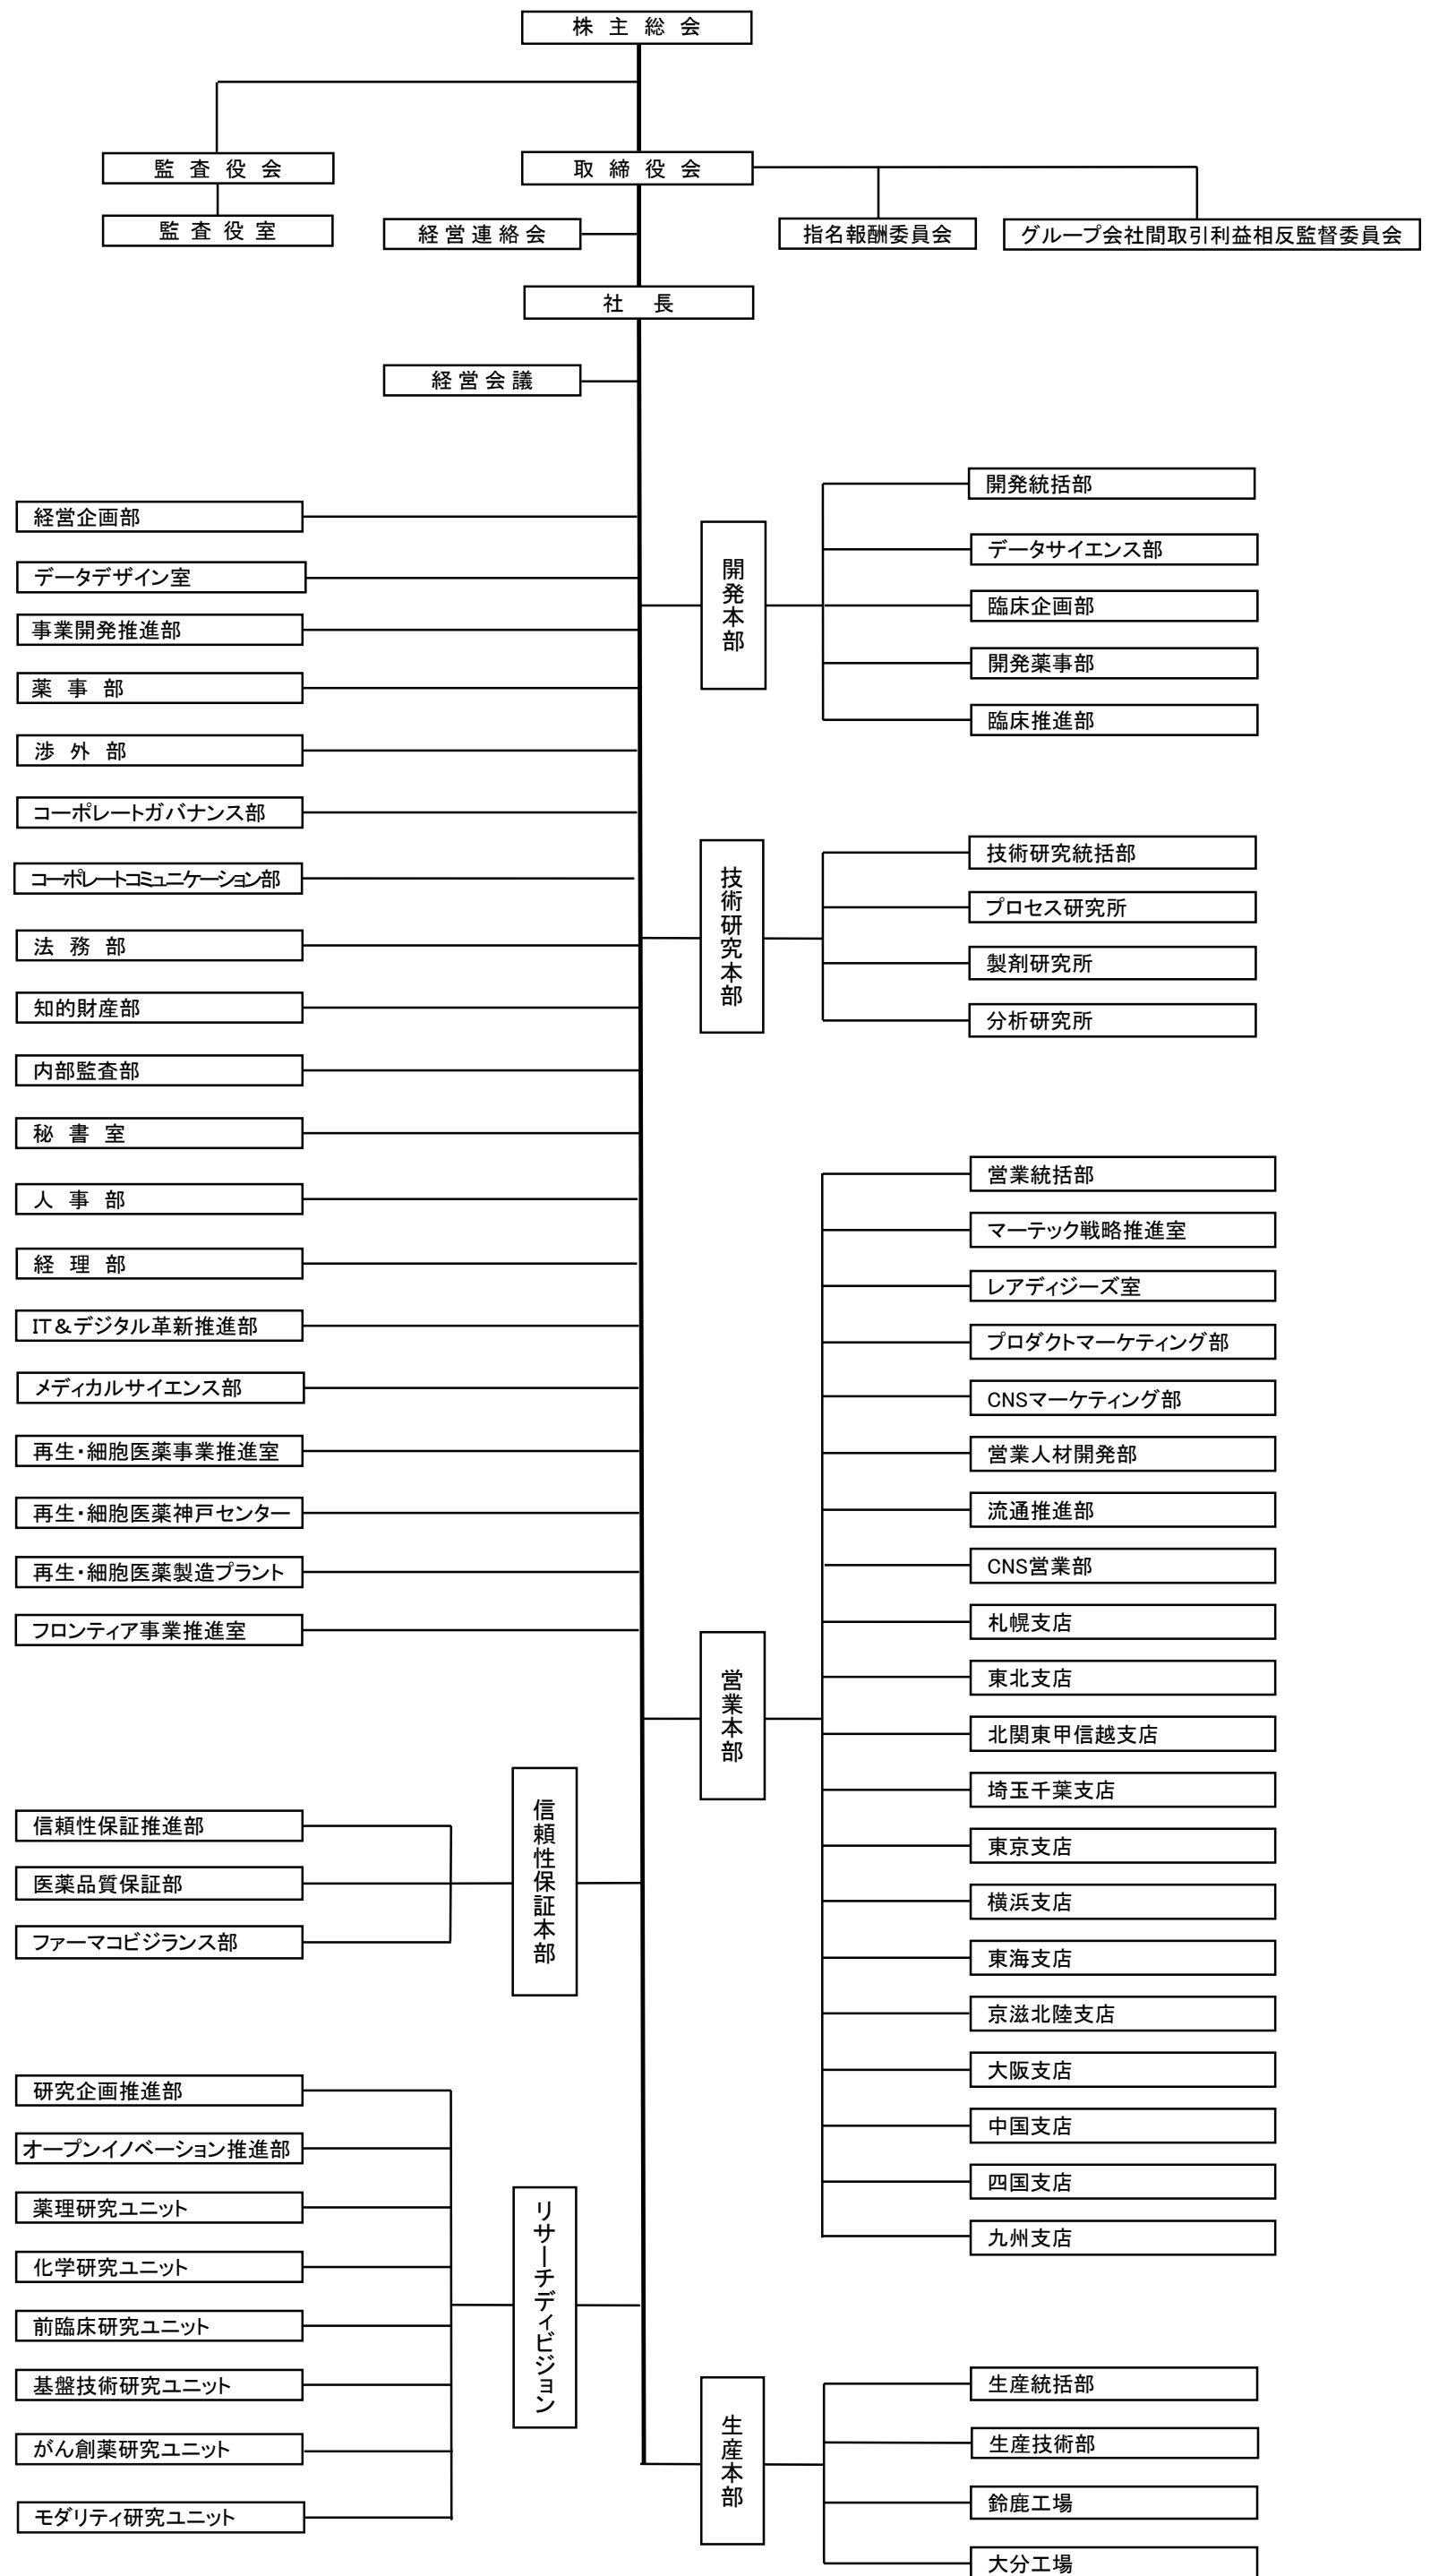 株主総会
監査役会
取締役会
監査役室
経営連絡会
指名報酬委員会
グループ会社間取引利益相反監督委員会
社長
経営会議
経営企画部
データデザイン室
事業開発推進部
薬事部
渉外部
コーポレートガバナンス部
コーポレートコミュニケーション部
法務部
知的財産部
内部監査部
秘書室
人事部
経理部
IT&デジタル革新推進部
メディカルサイエンス部
再生・細胞医薬事業推進室
再生・細胞医薬神戸センター
再生・細胞医薬製造プラント
フロンティア事業推進室
信頼性保証本部
信頼性保証推進部
医薬品質保証部
ファーマコビジランス部
リサーチディビジョン
研究企画推進部
オープンイノベーション推進部
薬理研究ユニット
化学研究ユニット
前臨床研究ユニット
基盤技術研究ユニット
がん創薬研究ユニット
モダリティ研究ユニット
開発本部
開発統括部
データサイエンス部
臨床企画部
開発薬事部
臨床推進部
技術研究本部
技術研究統括部
プロセス研究所
製剤研究所
分析研究所
営業本部
営業統括部
マーテック戦略推進室
レアディジーズ室
プロダクトマーケティング部
CNSマーケティング部
営業人材開発部
流通推進部
CNS営業部
札幌支店
東北支店
北関東甲信越支店
埼玉千葉支店
東京支店
横浜支店
東海支店
京滋北陸支店
大阪支店
中国支店
四国支店
九州支店
生産本部
生産統括部
生産技術部
鈴鹿工場
大分工場